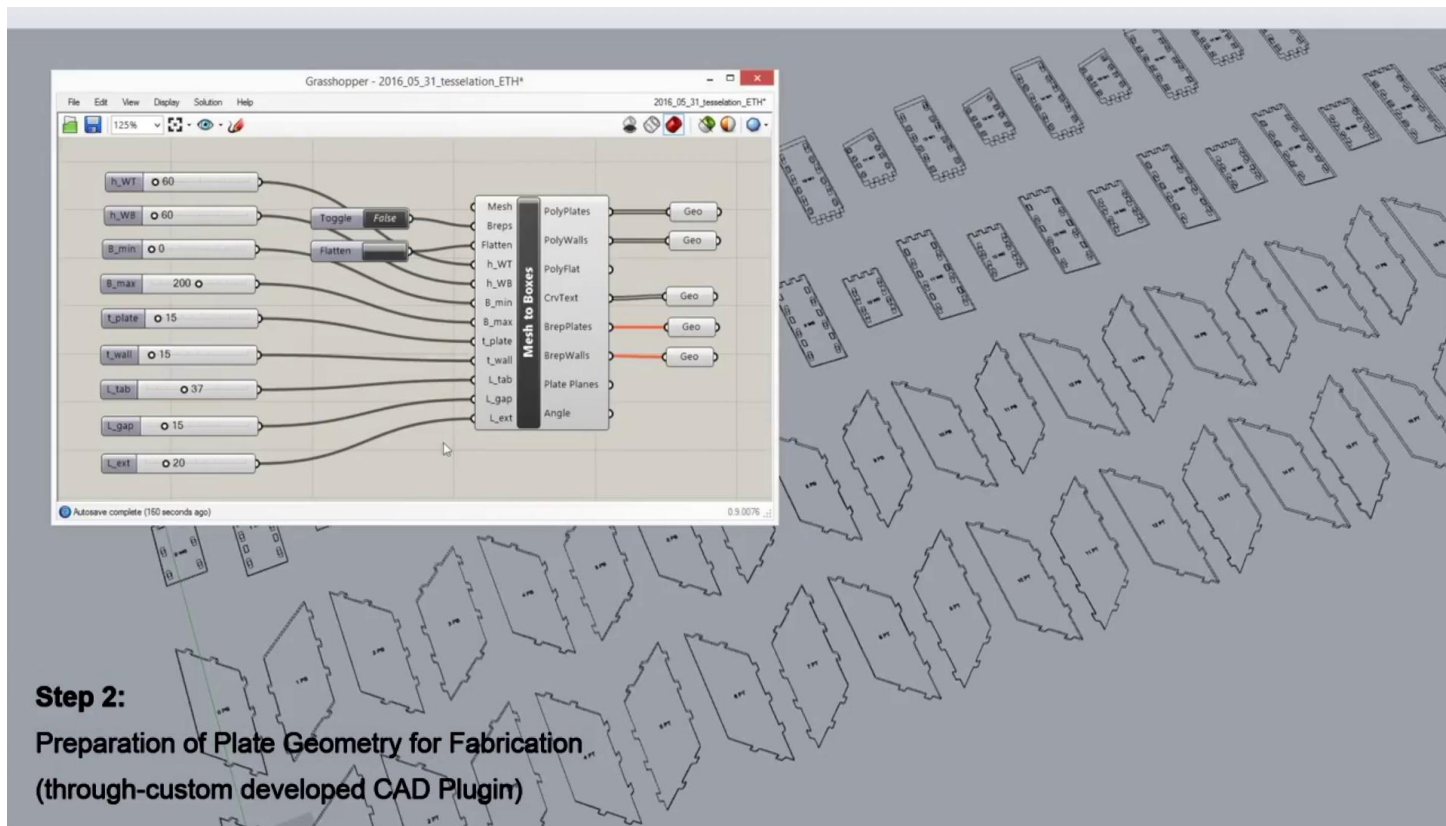 Grasshopper - 2016_05_31_tesselation_ETH*
File Edit View Display Solution Help 2016_05_31_tesselation_ETH*
125%
h_WT 60
h_WB 60
B_min 0
B_max 200
t_plate 15
t_wall 15
L_tab 37
L_gap 15
L_ext 20
Toggle False
Flatten
Mesh
Breps
Flatten
h_WT
h_WB
B_min
B_max
t_plate
t_wall
L_tab
L_gap
L_ext
Mesh to Boxes
PolyPlates
PolyWalls
PolyFlat
CrvText
BrepPlates
BrepWalls
Plate Planes
Angle
Geo
Geo
Geo
Geo
Geo
Autosave complete (160 seconds ago) 0.9.0076
Step 2:
Preparation of Plate Geometry for Fabrication
(through-custom developed CAD Plugin)